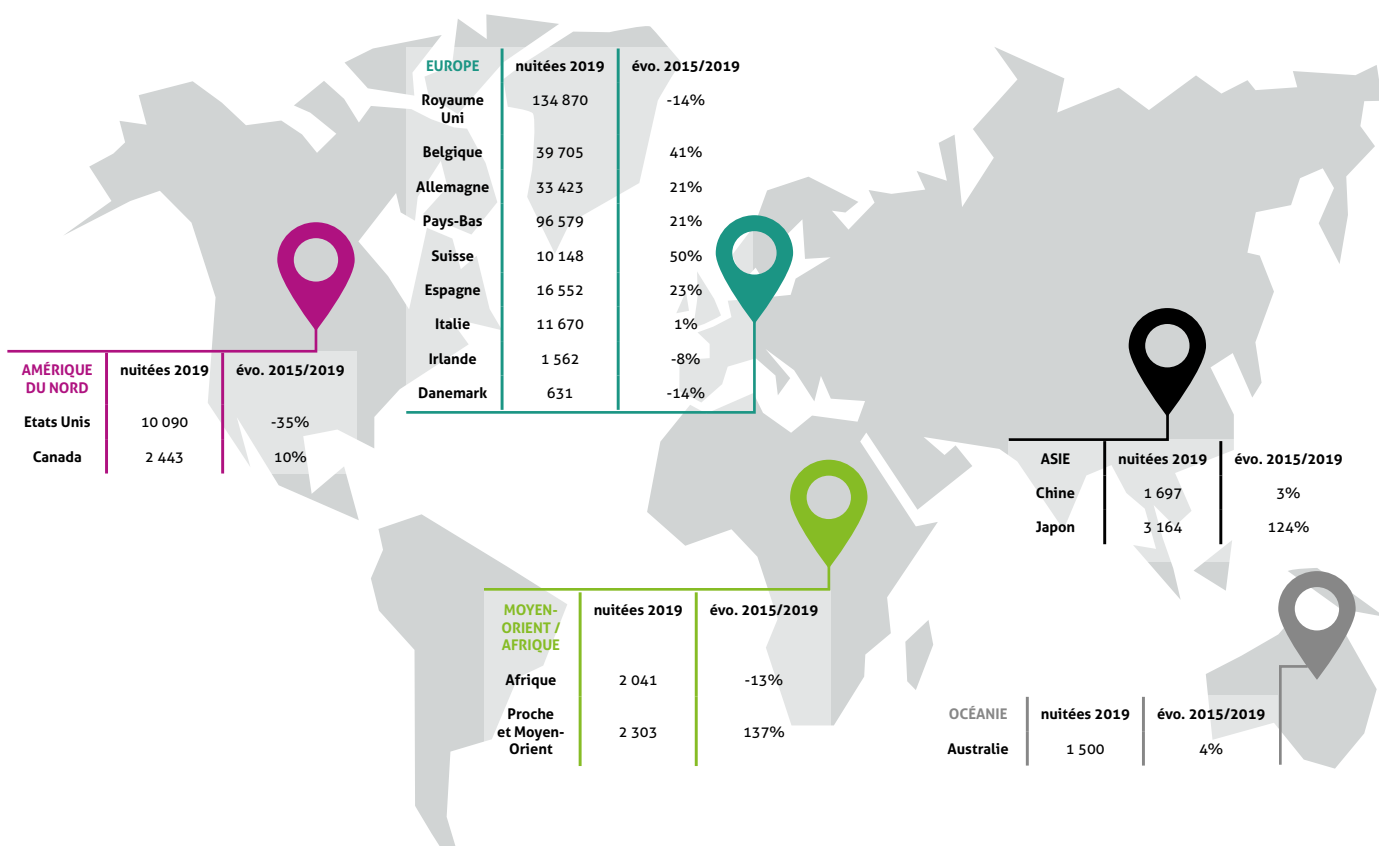 EUROPE nuitées 2019 évo. 2015/2019
Royaume
Uni 134 870 -14%
Belgique 39 705 41%
Allemagne 33 423 21%
Pays-Bas 96 579 21%
Suisse 10 148 50%
Espagne 16 552 23%
Italie 11 670 1%
Irlande 1 562 -8%
Danemark 631 -14%
AMÉRIQUE
DU NORD nuitées 2019 évo. 2015/2019
Etats Unis 10 090 -35%
Canada 2 443 10%
ASIE nuitées 2019 évo. 2015/2019
Chine 1 697 3%
Japon 3 164 124%
MOYEN-
ORIENT /
AFRIQUE nuitées 2019 évo. 2015/2019
Afrique 2 041 -13%
Proche
et Moyen-
Orient 2 303 137%
OCÉANIE nuitées 2019 évo. 2015/2019
Australie 1 500 4%